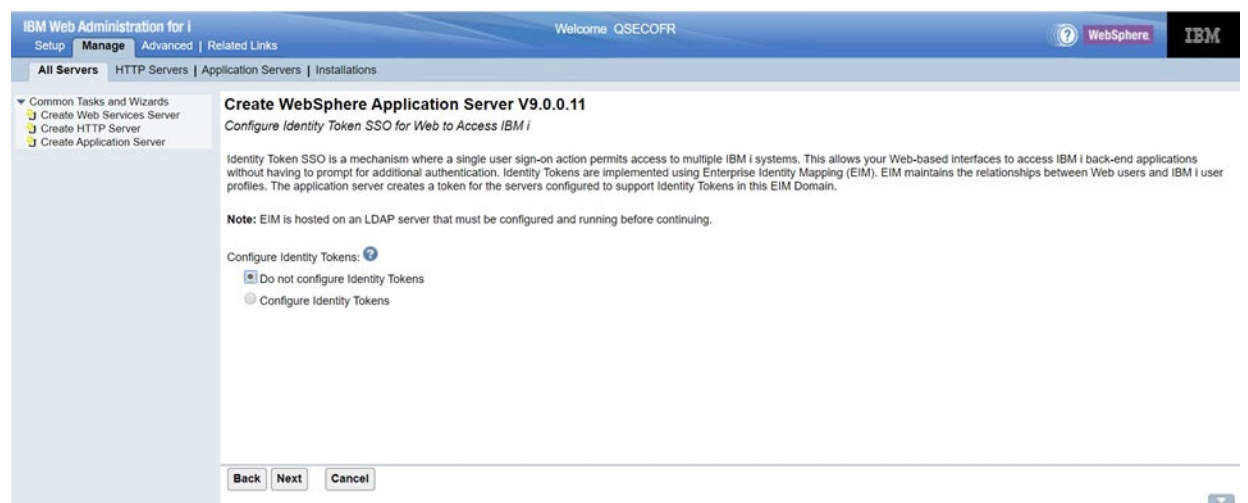 IBM Web Administration for i
Welcome QSECOFR
WebSphere.
IBM
Setup Manage Advanced | Related Links
All Servers HTTP Servers | Application Servers | Installations
Common Tasks and Wizards
Create Web Services Server
Create HTTP Server
Create Application Server
Create WebSphere Application Server V9.0.0.11
Configure Identity Token SSO for Web to Access IBM i
Identity Token SSO is a mechanism where a single user sign-on action permits access to multiple IBM i systems. This allows your Web-based interfaces to access IBM i back-end applications
without having to prompt for additional authentication. Identity Tokens are implemented using Enterprise Identity Mapping (EIM). EIM maintains the relationships between Web users and IBM i user
profiles. The application server creates a token for the servers configured to support Identity Tokens in this EIM Domain.
Note: EIM is hosted on an LDAP server that must be configured and running before continuing.
Configure Identity Tokens: ?
Do not configure Identity Tokens
Configure Identity Tokens
Back Next Cancel